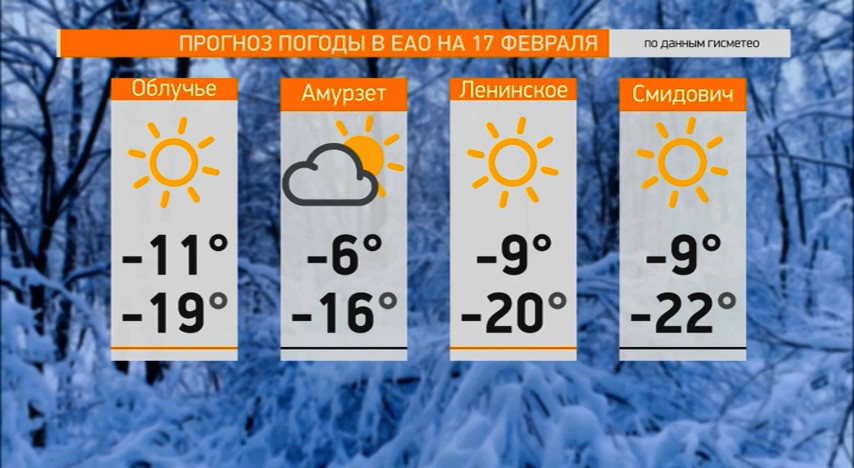 ПРОГНОЗ ПОГОДЫ В ЕАО НА 17 ФЕВРАЛЯ
по данным гисметео
Облучье
-11°
-19°
Амурзет
-6°
-16°
Ленинское
-9°
-20°
Смидович
-9°
-22°